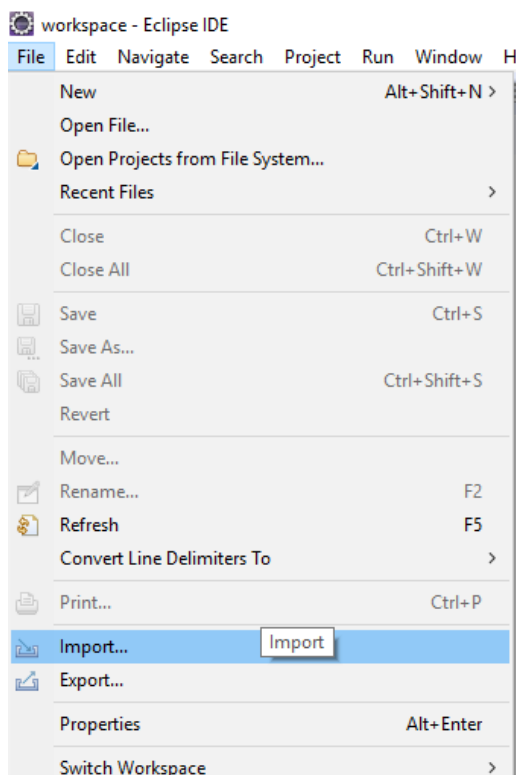 workspace - Eclipse IDE
File Edit Navigate Search Project Run Window H
New Alt+Shift+N >
Open File...
Open Projects from File System...
Recent Files >
Close Ctrl+W
Close All Ctrl+Shift+W
Save Ctrl+S
Save As...
Save All Ctrl+Shift+S
Revert
Move...
Rename... F2
Refresh F5
Convert Line Delimiters To >
Print... Ctrl+P
Import... Import
Export...
Properties Alt+Enter
Switch Workspace >